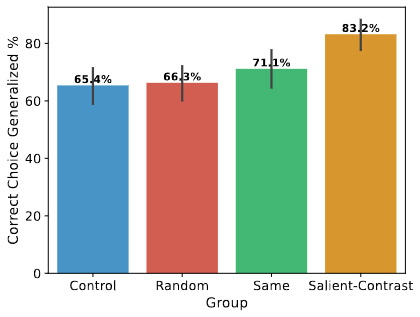 Correct Choice Generalized %
80
60
40
20
0
65.4%
66.3%
71.1%
83.2%
Control
Random
Same
Salient-Contrast
Group